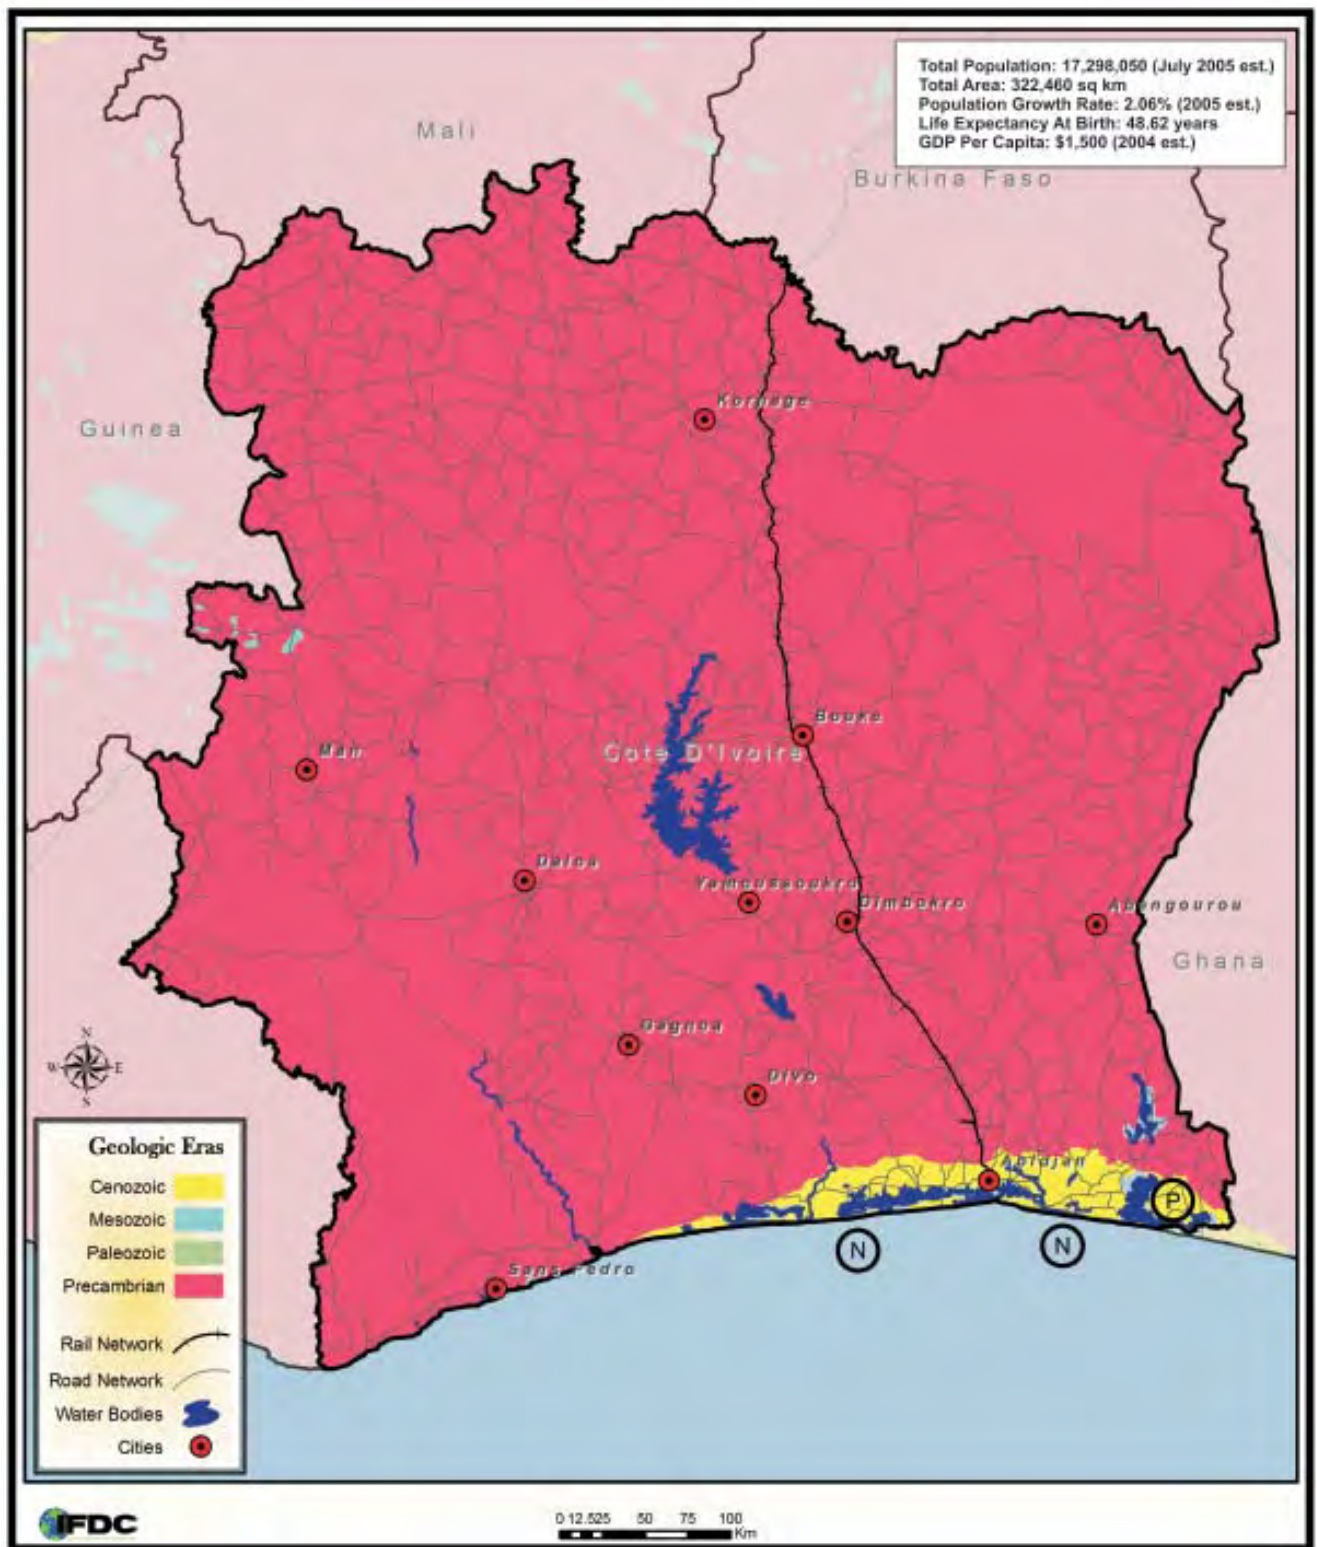 Total Population: 17,298,050 (July 2005 est.)
Total Area: 322,460 sq km
Population Growth Rate: 2.06% (2005 est.)
Life Expectancy At Birth: 48.62 years
GDP Per Capita: $1,500 (2004 est.)
Mali
Burkina Faso
Guinea
Korhage
Bouke
Cote D'Ivoire
Man
Daloa
Yamoussoukro
Dimbokro
Abengourou
Ghana
Gagnoa
Divo
N
W E
S
Abidjan
P
N
N
Sans Pedro
Geologic Eras
Cenozoic
Mesozoic
Paleozoic
Precambrian
Rail Network
Road Network
Water Bodies
Cities
IFDC
0 12.525 50 75 100
Km